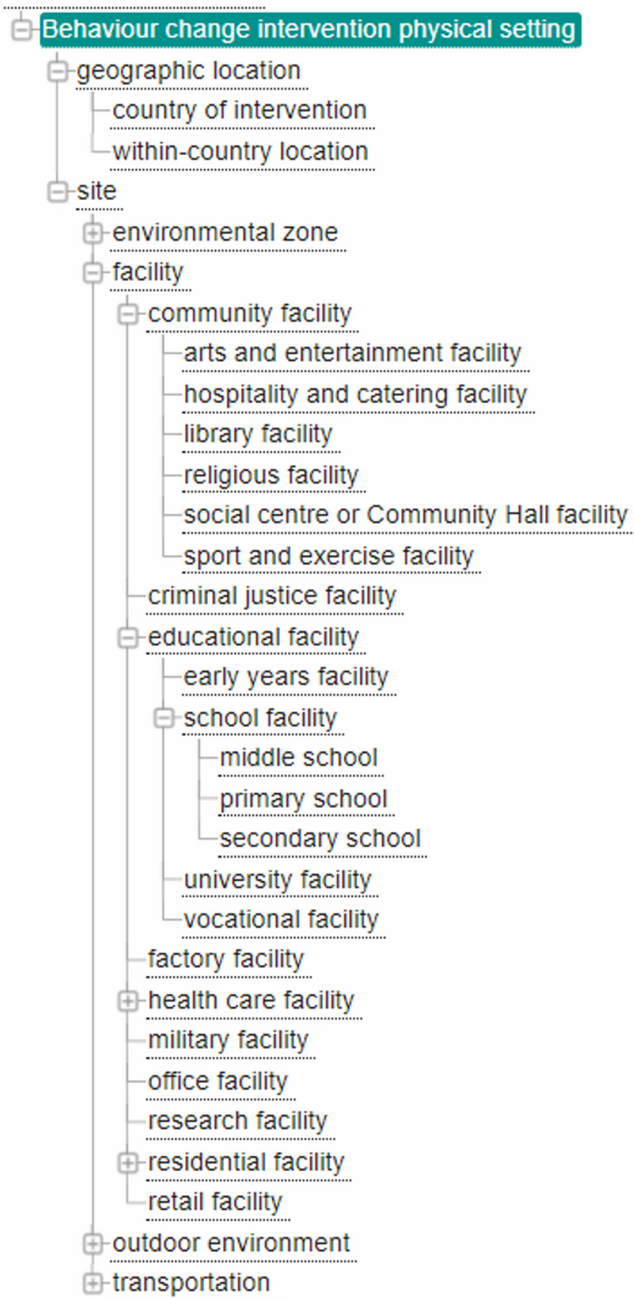 Behaviour change intervention physical setting
geographic location
country of intervention
within-country location
site
environmental zone
facility
community facility
arts and entertainment facility
hospitality and catering facility
library facility
religious facility
social centre or Community Hall facility
sport and exercise facility
criminal justice facility
educational facility
early years facility
school facility
middle school
primary school
secondary school
university facility
vocational facility
factory facility
health care facility
military facility
office facility
research facility
residential facility
retail facility
outdoor environment
transportation